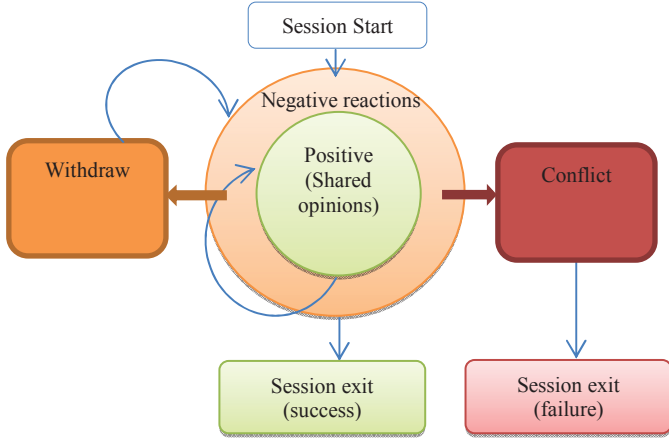 Session Start
Negative reactions
Positive
(Shared
opinions)
Withdraw
Conflict
Session exit
(success)
Session exit
(failure)